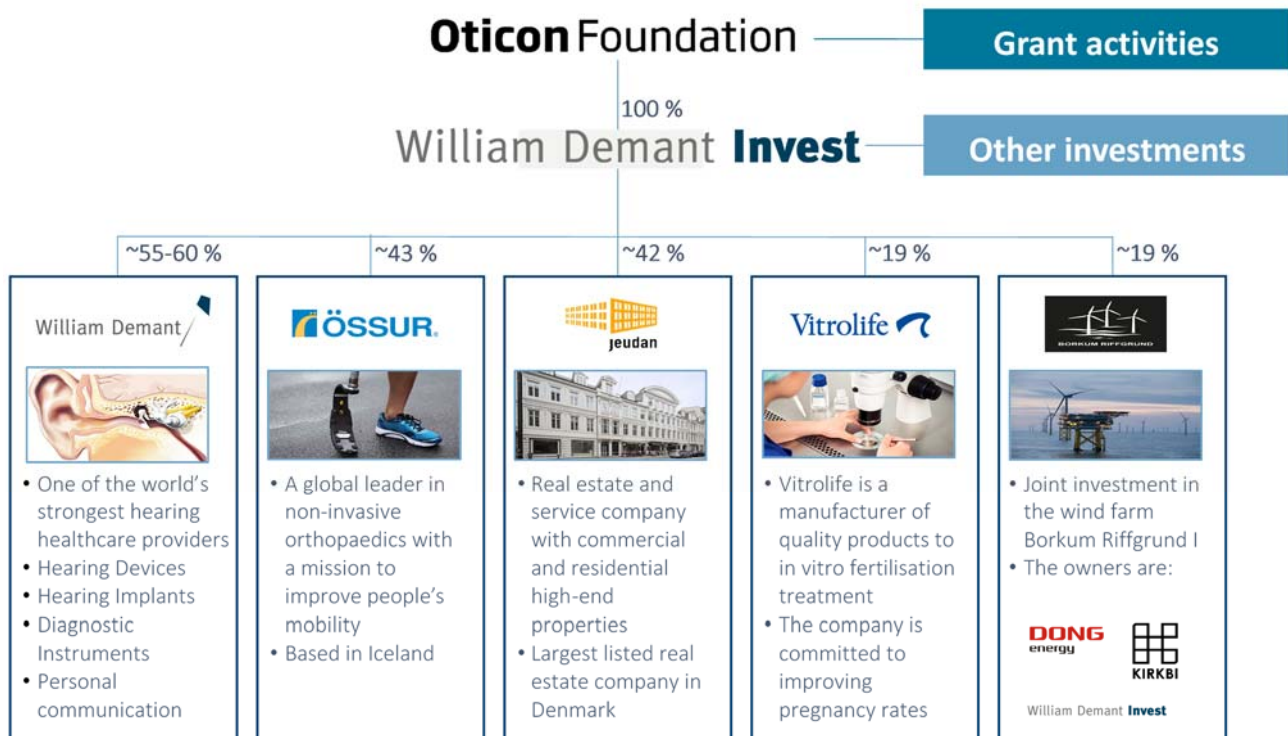 Oticon Foundation
Grant activities
100 %
William Demant Invest
Other investments
~55-60 %
~43 %
~42 %
~19 %
~19 %
William Demant
• One of the world's
strongest hearing
healthcare providers
• Hearing Devices
• Hearing Implants
• Diagnostic
Instruments
• Personal
communication
ÖSSUR®
• A global leader in
non-invasive
orthopaedics with
a mission to
improve people's
mobility
• Based in Iceland
jeudan
• Real estate and
service company
with commercial
and residential
high-end
properties
• Largest listed real
estate company in
Denmark
Vitrolife
• Vitrolife is a
manufacturer of
quality products to
in vitro fertilisation
treatment
• The company is
committed to
improving
pregnancy rates
BORKUM RIFFGRUND
• Joint investment in
the wind farm
Borkum Riffgrund I
• The owners are:
DONG
energy
KIRKBI
William Demant Invest